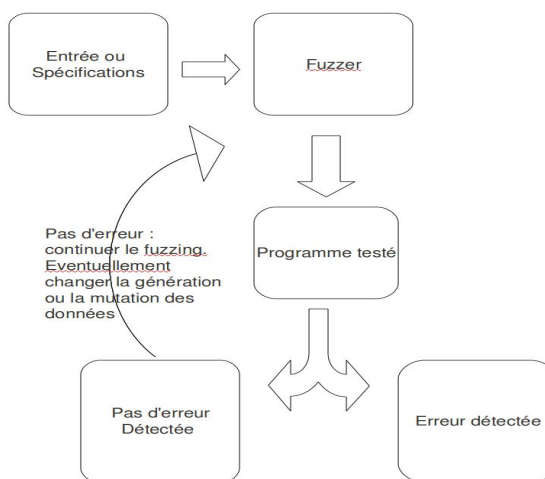 Entrée ou
Spécifications
Fuzzer
Programme testé
Pas d'erreur :
continuer le fuzzing.
Eventuellement
changer la génération
ou la mutation des
données
Pas d'erreur
Détectée
Erreur détectée